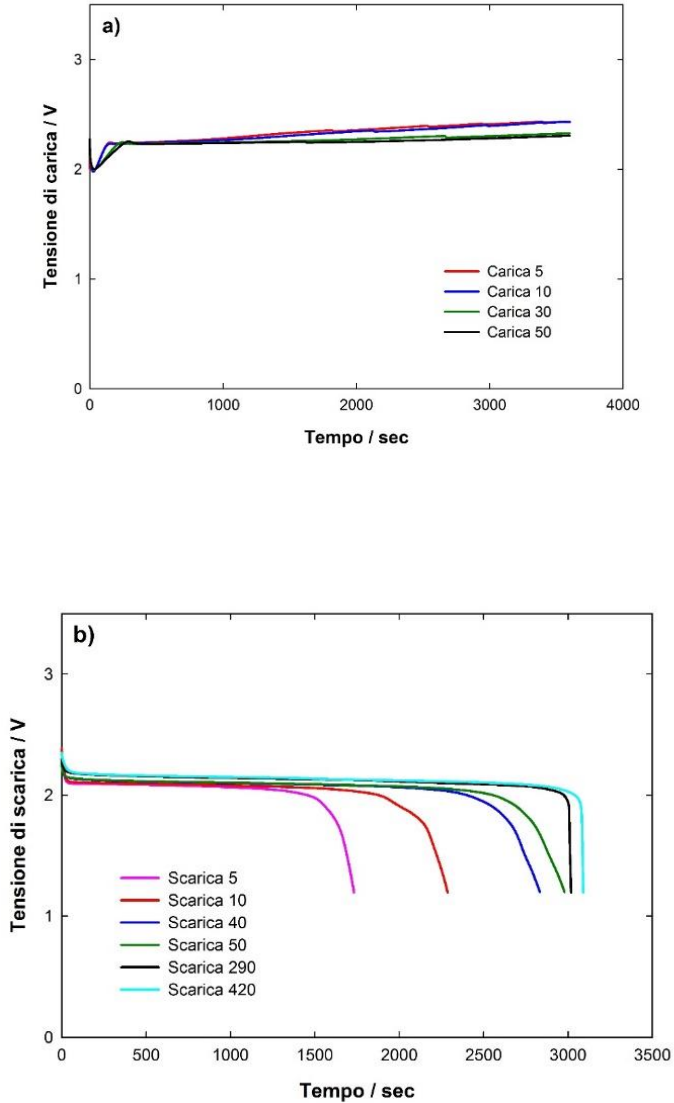 a)
3
2
1
0
Tensione di carica / V
Carica 5
Carica 10
Carica 30
Carica 50
0 1000 2000 3000 4000
Tempo / sec
b)
3
2
1
0
Tensione di scarica / V
Scarica 5
Scarica 10
Scarica 40
Scarica 50
Scarica 290
Scarica 420
0 500 1000 1500 2000 2500 3000 3500
Tempo / sec